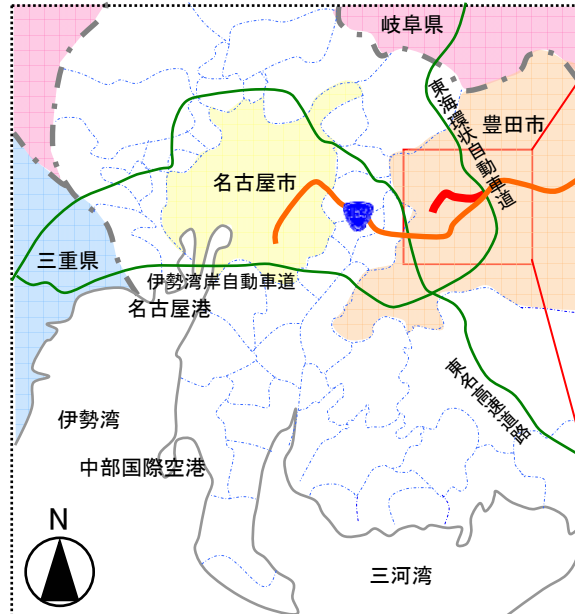 岐阜県
東海環状自動車道
豊田市
名古屋市
三重県
伊勢湾岸自動車道
名古屋港
東名高速道路
伊勢湾
中部国際空港
N
三河湾